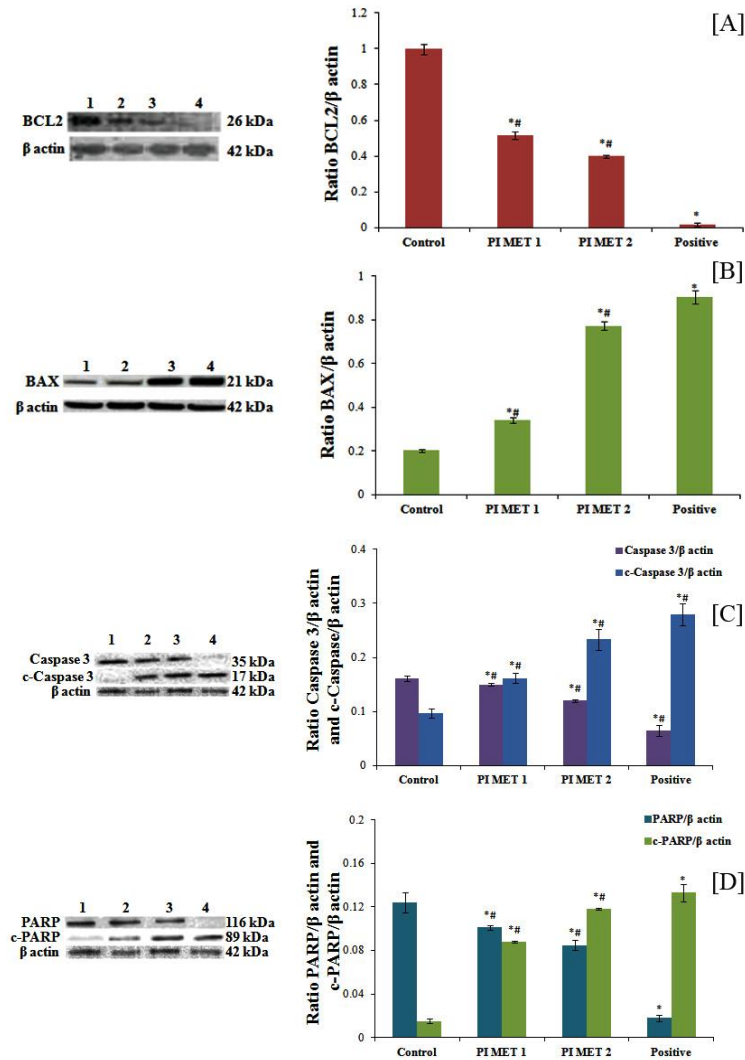 [A]
1 2 3 4
BCL2 26 kDa
β actin 42 kDa
Ratio BCL2/β actin
1.2
1
0.8
0.6
0.4
0.2
0
*#
*#
*
Control PI MET 1 PI MET 2 Positive
[B]
1 2 3 4
BAX 21 kDa
β actin 42 kDa
Ratio BAX/β actin
1
0.8
0.6
0.4
0.2
0
*#
*#
*
Control PI MET 1 PI MET 2 Positive
[C]
1 2 3 4
Caspase 3 35 kDa
c-Caspase 3 17 kDa
β actin 42 kDa
Ratio Caspase 3/β actin
and c-Caspase/β actin
0.4
0.3
0.2
0.1
0
Caspase 3/β actin
c-Caspase 3/β actin
*# *#
*# *#
*# *#
Control PI MET 1 PI MET 2 Positive
[D]
1 2 3 4
PARP 116 kDa
c-PARP 89 kDa
β actin 42 kDa
Ratio PARP/β actin and
c-PARP/β actin
0.2
0.16
0.12
0.08
0.04
0
PARP/β actin
c-PARP/β actin
*# *#
*# *#
* *
Control PI MET 1 PI MET 2 Positive